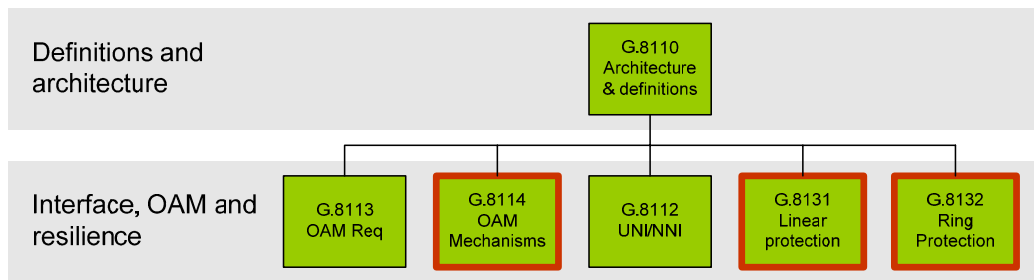 Definitions and
architecture
G.8110
Architecture
& definitions
Interface, OAM and
resilience
G.8113
OAM Req
G.8114
OAM
Mechanisms
G.8112
UNI/NNI
G.8131
Linear
protection
G.8132
Ring
Protection